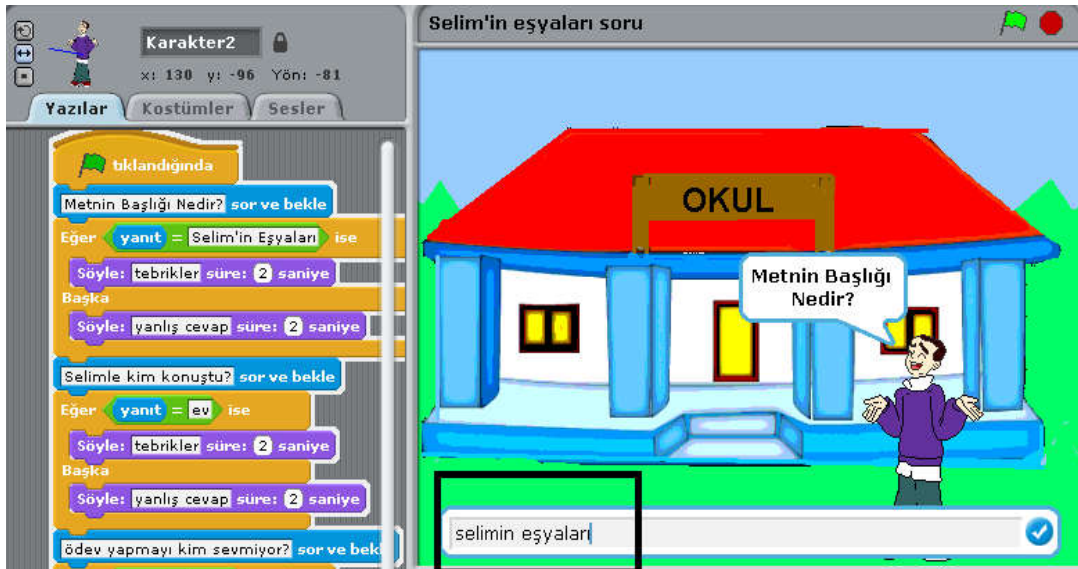 Karakter2
x: 130 y: -96 Yön: -81
Yazılar Kostümler Sesler
tıklandığında
Metnin Başlığı Nedir? sor ve bekle
Eğer yanıt = Selim'in Eşyaları ise
Söyle: tebrikler süre: 2 saniye
Başka
Söyle: yanlış cevap süre: 2 saniye
Selimle kim konuştu? sor ve bekle
Eğer yanıt = ev ise
Söyle: tebrikler süre: 2 saniye
Başka
Söyle: yanlış cevap süre: 2 saniye
ödev yapmayı kim sevmiyor? sor ve bekl
Selim'in eşyaları soru
OKUL
Metnin Başlığı
Nedir?
selimin eşyaları